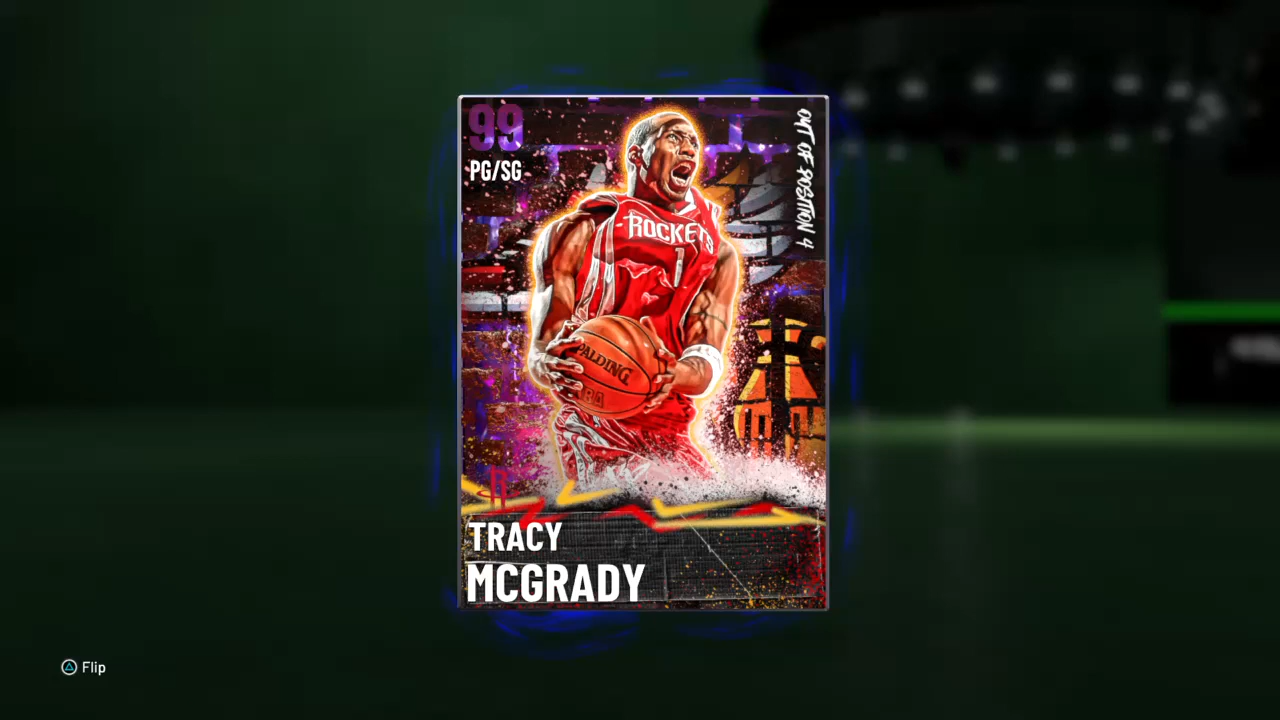 99
PG/SG
OUT OF POSITION 4
ROCKETS
1
SPALDING
TRACY
MCGRADY
Flip